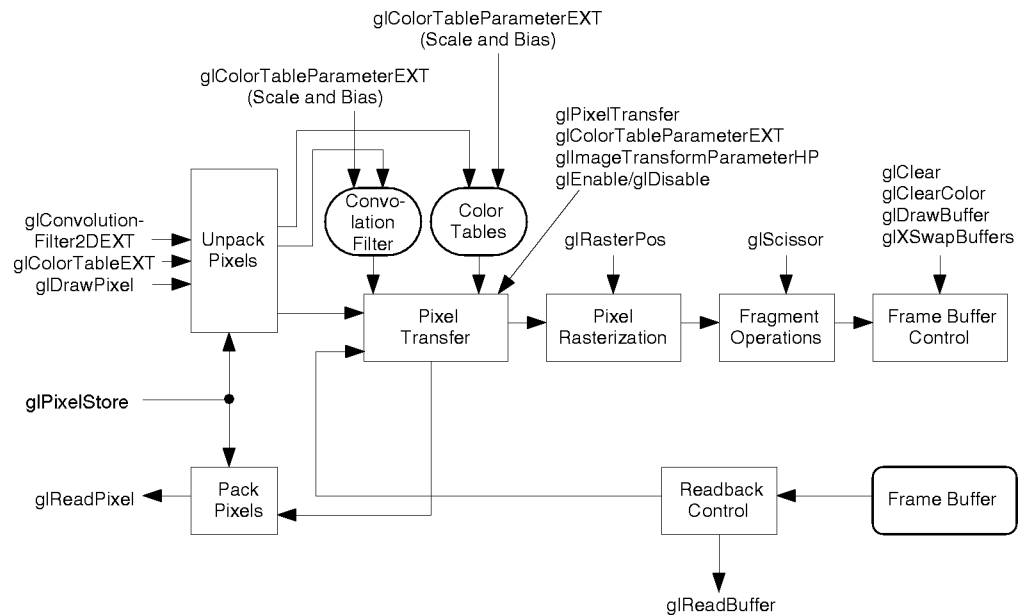 glColorTableParameterEXT
(Scale and Bias)
glColorTableParameterEXT
(Scale and Bias)
glPixelTransfer
glColorTableParameterEXT
glImageTransformParameterHP
glEnable/glDisable
glClear
glClearColor
glDrawBuffer
glXSwapBuffers
glConvolution-
Filter2DEXT
glColorTableEXT
glDrawPixel
Unpack
Pixels
Convo-
lation
Filter
Color
Tables
glRasterPos
glScissor
Pixel
Transfer
Pixel
Rasterization
Fragment
Operations
Frame Buffer
Control
glPixelStore
glReadPixel
Pack
Pixels
Readback
Control
Frame Buffer
glReadBuffer